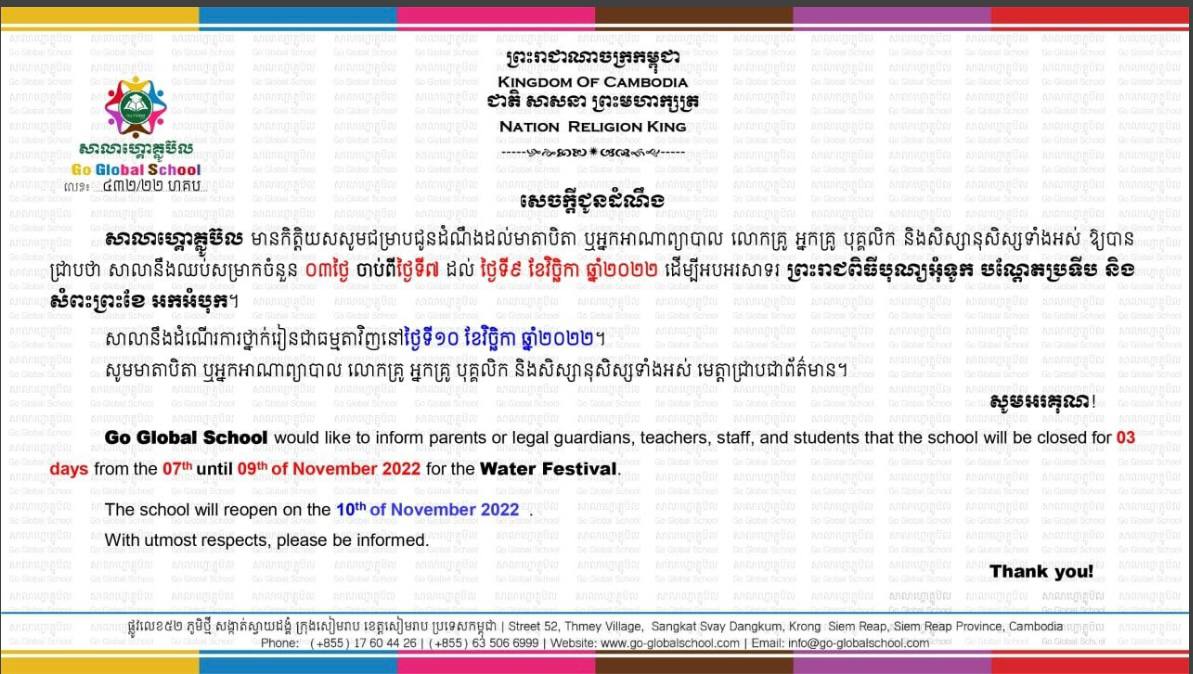 ព្រះរាជាណាចក្រកម្ពុជា
KINGDOM OF CAMBODIA
ជាតិ សាសនា ព្រះមហាក្សត្រ
NATION RELIGION KING
សាលាហ្គោគ្លូប៊ល
Go Global School
លេខ៖ ៤៣២/២២ ហគប
សេចក្តីជូនដំណឹង
សាលាហ្គោគ្លូប៊ល មានកិត្តិយសសូមជម្រាបជូនដំណឹងដល់មាតាបិតា ឬអ្នកអាណាព្យាបាល លោកគ្រូ អ្នកគ្រូ បុគ្គលិក និងសិស្សានុសិស្សទាំងអស់ ឱ្យបាន
ជ្រាបថា សាលានឹងឈប់សម្រាកចំនួន ០៣ថ្ងៃ ចាប់ពីថ្ងៃទី៧ ដល់ ថ្ងៃទី៩ ខែវិច្ឆិកា ឆ្នាំ២០២២ ដើម្បីអបអរសាទរ ព្រះរាជពិធីបុណ្យអុំទូក បណ្តែតប្រទីប និង
សំពះព្រះខែ អកអំបុក។
សាលានឹងដំណើរការថ្នាក់រៀនជាធម្មតាវិញនៅថ្ងៃទី១០ ខែវិច្ឆិកា ឆ្នាំ២០២២។
សូមមាតាបិតា ឬអ្នកអាណាព្យាបាល លោកគ្រូ អ្នកគ្រូ បុគ្គលិក និងសិស្សានុសិស្សទាំងអស់ មេត្តាជ្រាបជាព័ត៌មាន។
សូមអរគុណ!
Go Global School would like to inform parents or legal guardians, teachers, staff, and students that the school will be closed for 03
days from the 07th until 09th of November 2022 for the Water Festival.
The school will reopen on the 10th of November 2022 .
With utmost respects, please be informed.
Thank you!
ផ្លូវលេខ៥២ ភូមិថ្មី សង្កាត់ស្វាយដង្គំ ក្រុងសៀមរាប ខេត្តសៀមរាប ប្រទេសកម្ពុជា | Street 52, Thmey Village, Sangkat Svay Dangkum, Krong Siem Reap, Siem Reap Province, Cambodia
Phone: (+855) 17 60 44 26 | (+855) 63 506 6999 | Website: www.go-globalschool.com | Email: info@go-globalschool.com